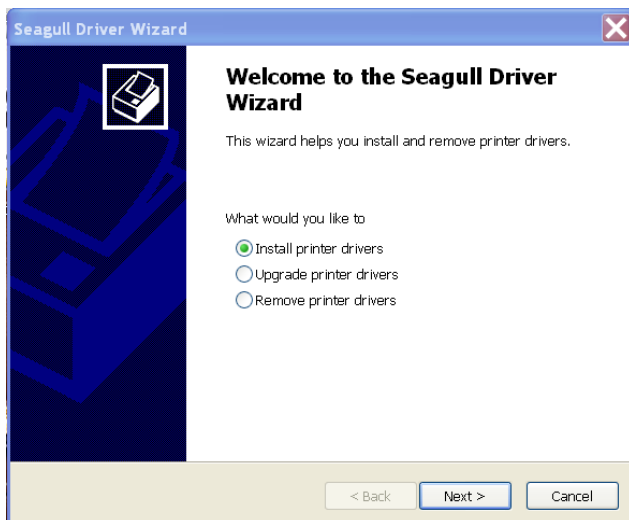 Seagull Driver Wizard
Welcome to the Seagull Driver
Wizard
This wizard helps you install and remove printer drivers.
What would you like to
Install printer drivers
Upgrade printer drivers
Remove printer drivers
< Back Next > Cancel